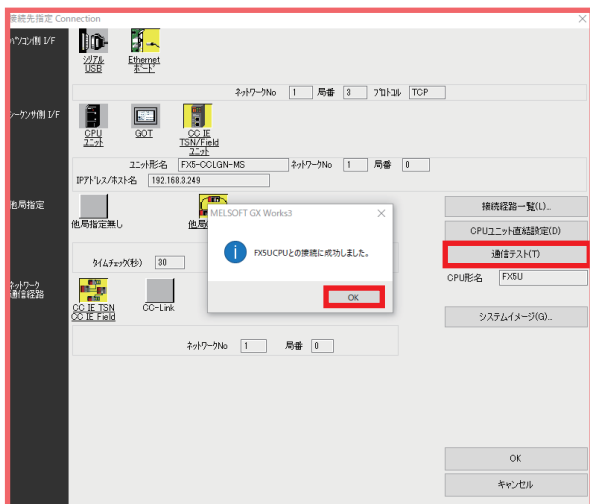 接続先指定 Connection
パソコン側 I/F
シリアル
USB
Ethernet
ボード
ネットワークNo 1 局番 3 プロトコル TCP
シーケンサ側 I/F
CPU
ユニット
GOT
CC IE
TSN/Field
ユニット
ユニット形名 FX5-CCLGN-MS ネットワークNo 1 局番 0
IPアドレス/ホスト名 192.168.3.249
他局指定
他局指定無し
他局
タイムチェック(秒) 30
MELSOFT GX Works3
FX5UCPUとの接続に成功しました。
OK
接続経路一覧(L)...
CPUユニット直結設定(D)
通信テスト(T)
CPU形名 FX5U
システムイメージ(G)...
ネットワーク
通信経路
CC IE TSN
CC IE Field
CC-Link
ネットワークNo 1 局番 0
OK
キャンセル